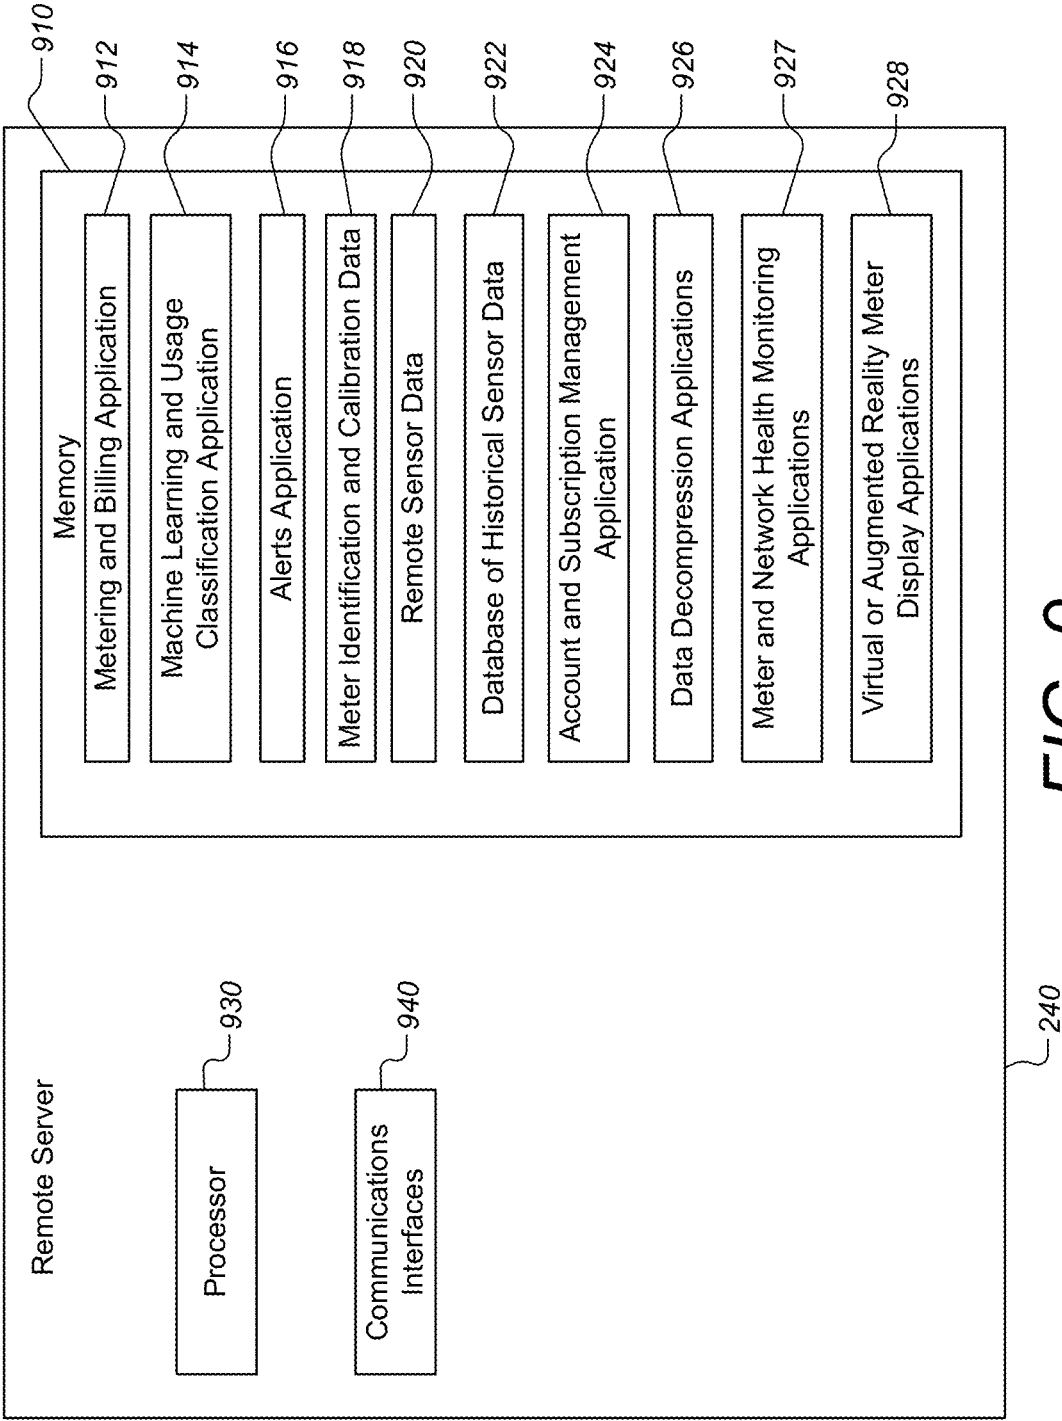 Remote Server
Processor
930
Communications
Interfaces
940
Memory
910
Metering and Billing Application
912
Machine Learning and Usage
Classification Application
914
Alerts Application
916
Meter Identification and Calibration Data
918
Remote Sensor Data
920
Database of Historical Sensor Data
922
Account and Subscription Management
Application
924
Data Decompression Applications
926
Meter and Network Health Monitoring
Applications
927
Virtual or Augmented Reality Meter
Display Applications
928
240
FIG.